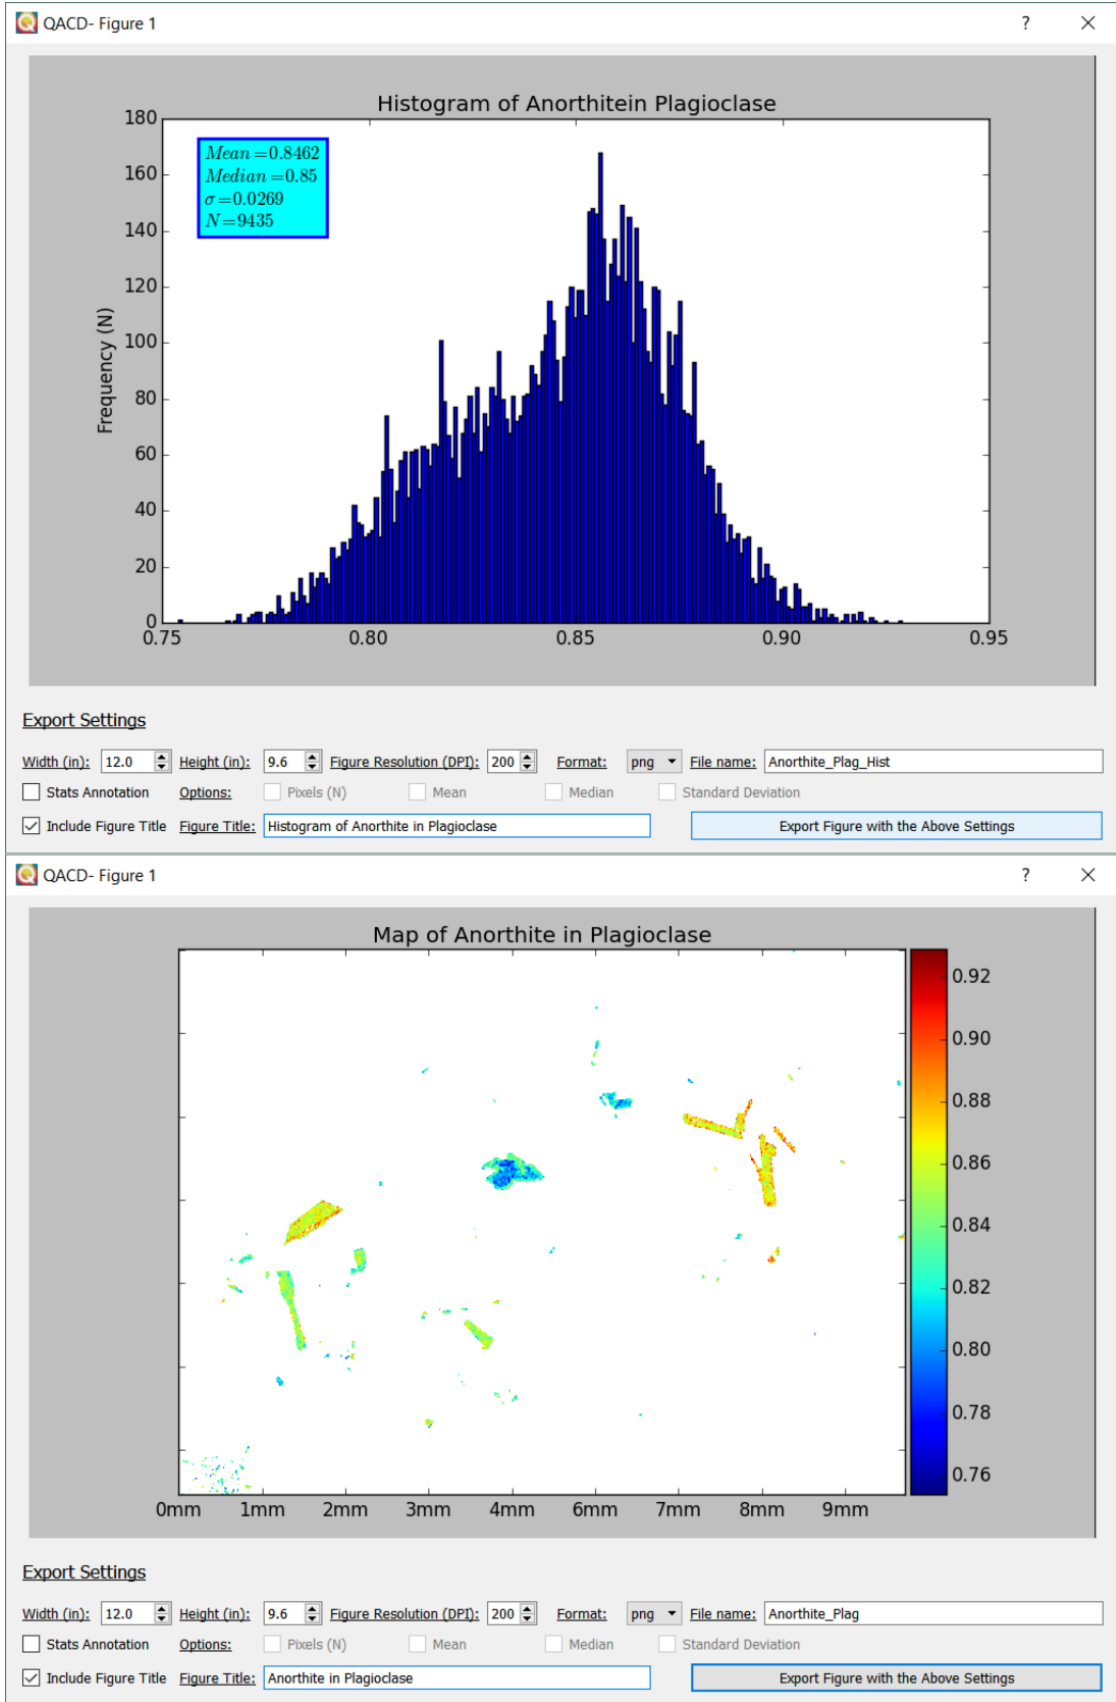 QACD- Figure 1
?
Histogram of Anorthitein Plagioclase
180
160
140
120
100
80
60
40
20
0
Frequency (N)
Mean=0.8462
Median=0.85
σ=0.0269
N=9435
0.75 0.80 0.85 0.90 0.95
Export Settings
Width (in): 12.0 Height (in): 9.6 Figure Resolution (DPI): 200 Format: png File name: Anorthite_Plag_Hist
Stats Annotation Options: Pixels (N) Mean Median Standard Deviation
Include Figure Title Figure Title: Histogram of Anorthite in Plagioclase Export Figure with the Above Settings
QACD- Figure 1
?
Map of Anorthite in Plagioclase
0.92
0.90
0.88
0.86
0.84
0.82
0.80
0.78
0.76
0mm 1mm 2mm 3mm 4mm 6mm 7mm 8mm 9mm
Export Settings
Width (in): 12.0 Height (in): 9.6 Figure Resolution (DPI): 200 Format: png File name: Anorthite_Plag
Stats Annotation Options: Pixels (N) Mean Median Standard Deviation
Include Figure Title Figure Title: Anorthite in Plagioclase Export Figure with the Above Settings